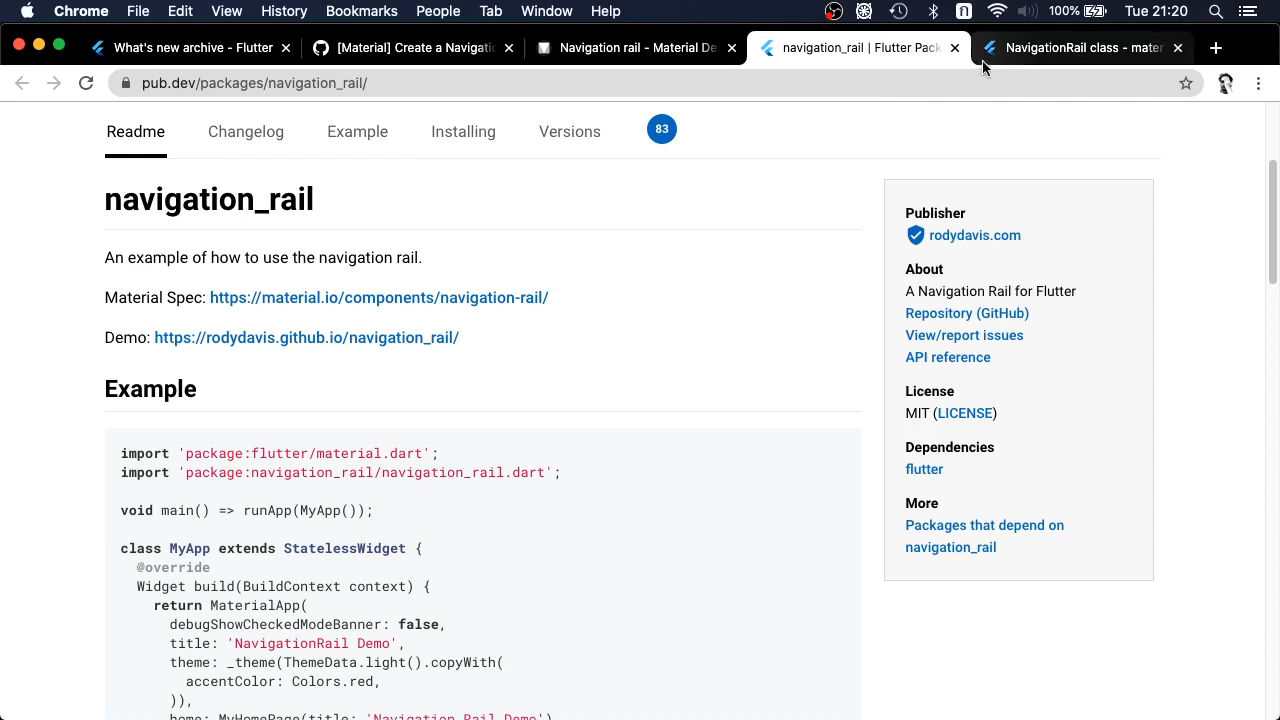 Chrome File Edit View History Bookmarks People Tab Window Help 100% Tue 21:20
What's new archive - Flutter [Material] Create a Navigatio Navigation rail - Material De navigation_rail | Flutter Pack NavigationRail class - mater
pub.dev/packages/navigation_rail/
Readme Changelog Example Installing Versions 83
navigation_rail
An example of how to use the navigation rail.
Material Spec: https://material.io/components/navigation-rail/
Demo: https://rodydavis.github.io/navigation_rail/
Example
import 'package:flutter/material.dart';
import 'package:navigation_rail/navigation_rail.dart';
void main() => runApp(MyApp());
class MyApp extends StatelessWidget {
@override
Widget build(BuildContext context) {
return MaterialApp(
debugShowCheckedModeBanner: false,
title: 'NavigationRail Demo',
theme: _theme(ThemeData.light().copyWith(
accentColor: Colors.red,
)),
home: MyHomePage(title: 'Navigation Rail Demo')
Publisher
rodydavis.com
About
A Navigation Rail for Flutter
Repository (GitHub)
View/report issues
API reference
License
MIT (LICENSE)
Dependencies
flutter
More
Packages that depend on
navigation_rail